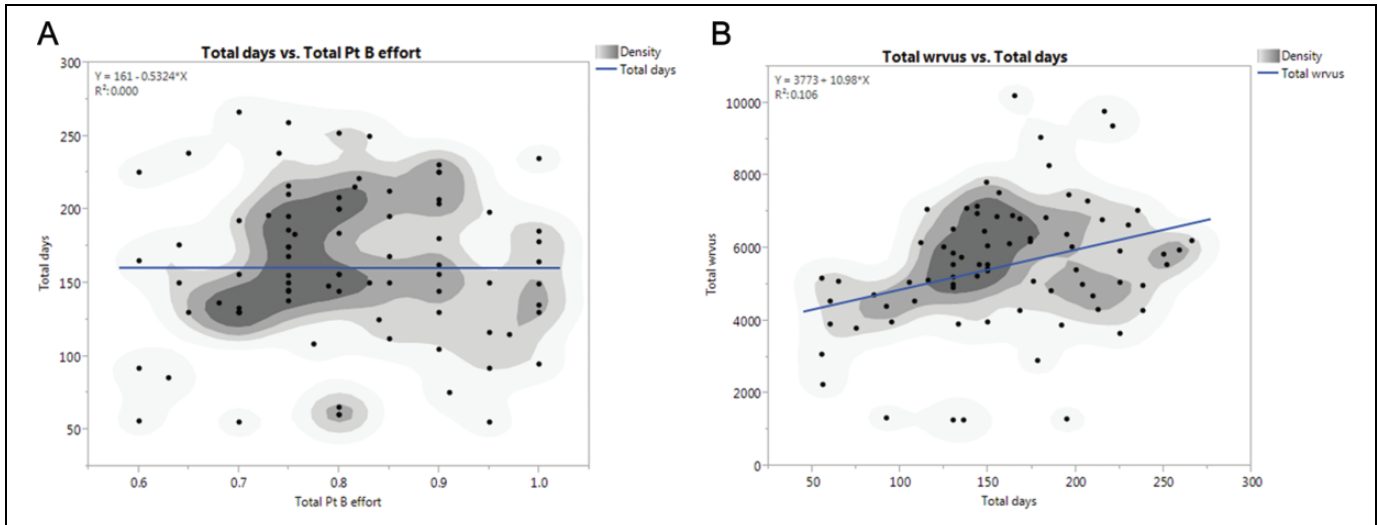 A
Total days vs. Total Pt B effort
Density
Total days
Y = 161 - 0.5324*X
R²: 0.000
300
250
200
150
100
50
Total days
0.6 0.7 0.8 0.9 1.0
Total Pt B effort
B
Total wrvus vs. Total days
Density
Total wrvus
Y = 3773 + 10.98*X
R²: 0.106
10000
8000
6000
4000
2000
0
Total wrvus
50 100 150 200 250 300
Total days